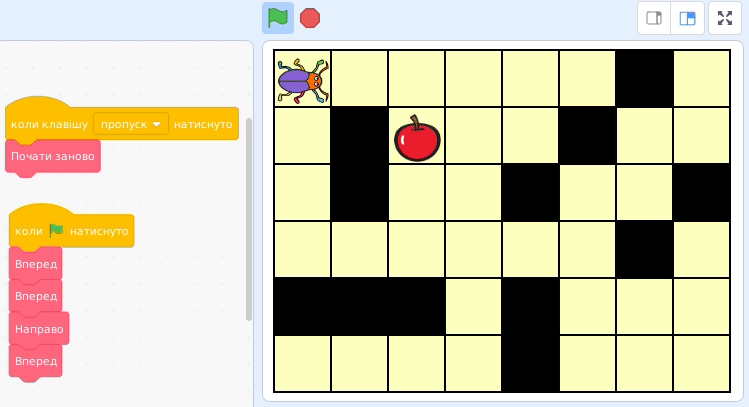 коли клавішу пропуск натиснуто
Почати заново
коли натиснуто
Вперед
Вперед
Направо
Вперед